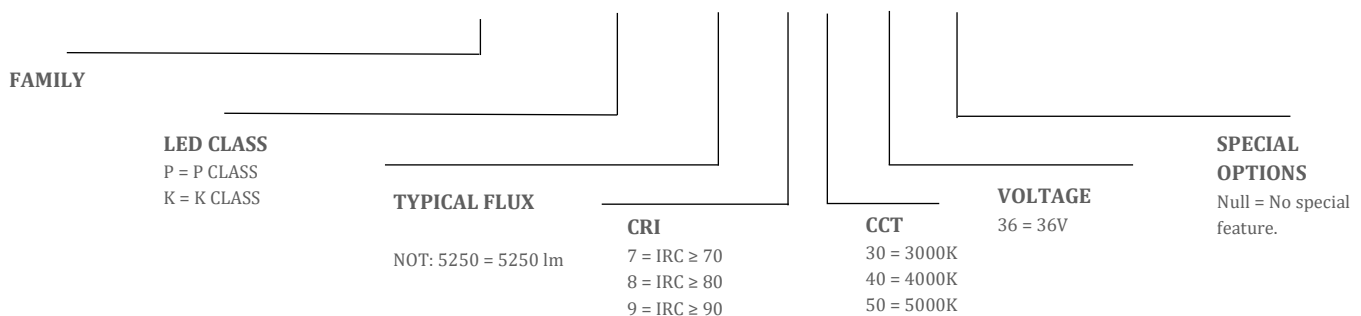 FAMILY
LED CLASS
P = P CLASS
K = K CLASS
TYPICAL FLUX
NOT: 5250 = 5250 lm
CRI
7 = IRC ≥ 70
8 = IRC ≥ 80
9 = IRC ≥ 90
CCT
30 = 3000K
40 = 4000K
50 = 5000K
VOLTAGE
36 = 36V
SPECIAL
OPTIONS
Null = No special
feature.